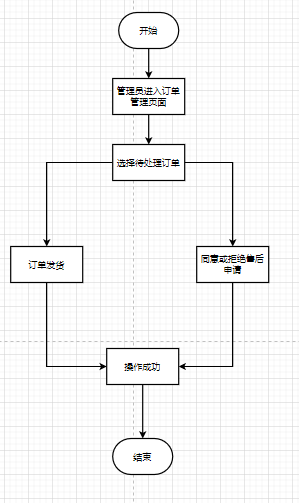 开始
管理员进入订单
管理页面
选择待处理订单
订单发货
同意或拒绝售后
申请
操作成功
结束